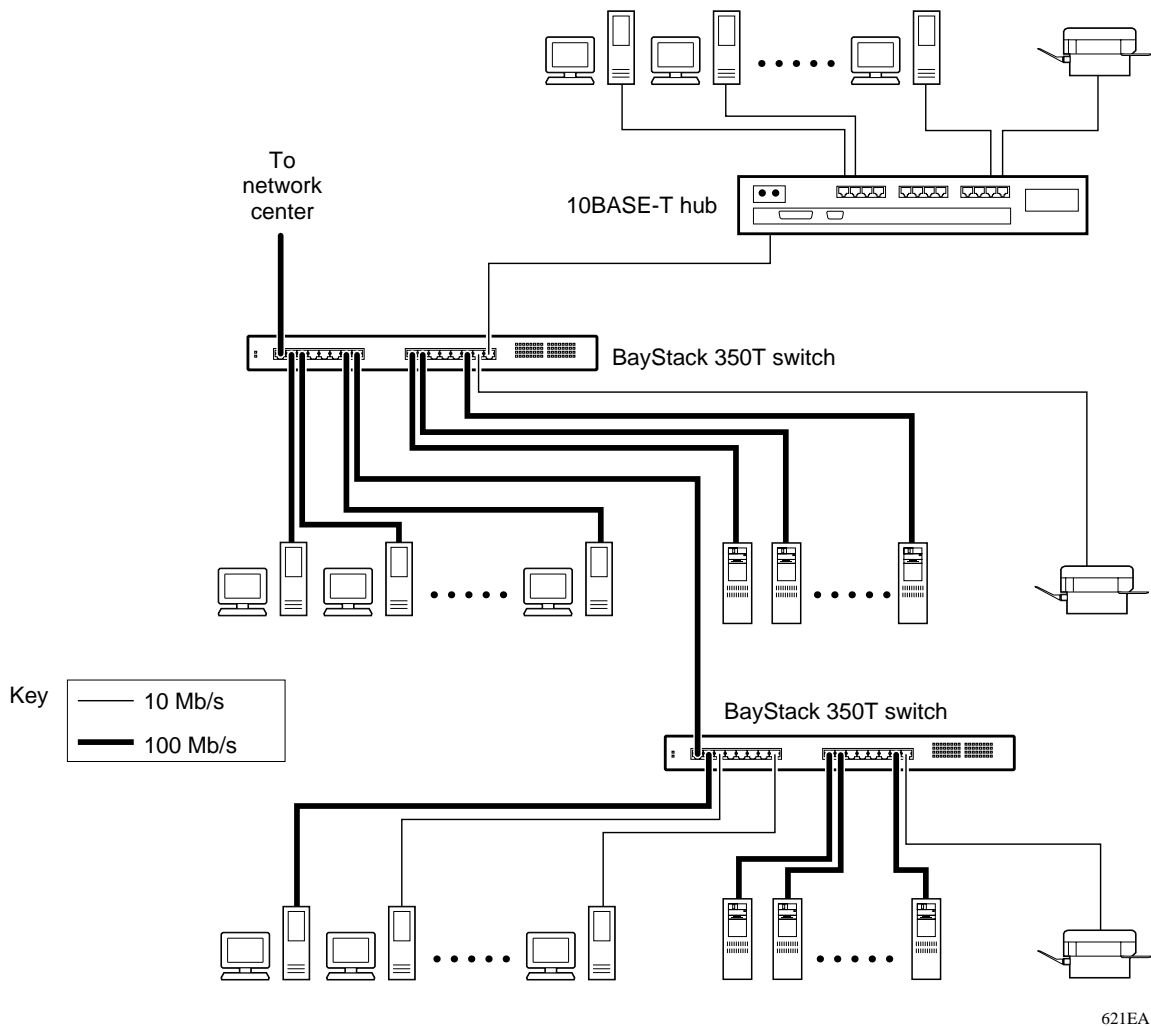 To
network
center
10BASE-T hub
BayStack 350T switch
Key
10 Mb/s
100 Mb/s
BayStack 350T switch
621EA